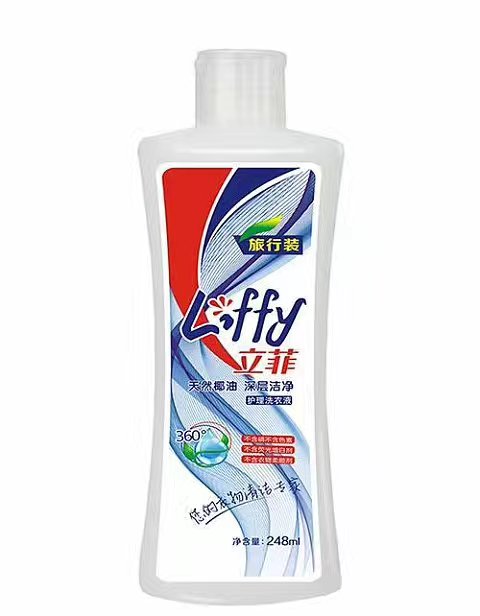 旅行装
Liffy
立菲
天然椰油 深层洁净
护理洗衣液
360°
不含磷不含色素
不含荧光增白剂
不含衣物柔顺剂
您的衣物清洁专家
净含量：248ml